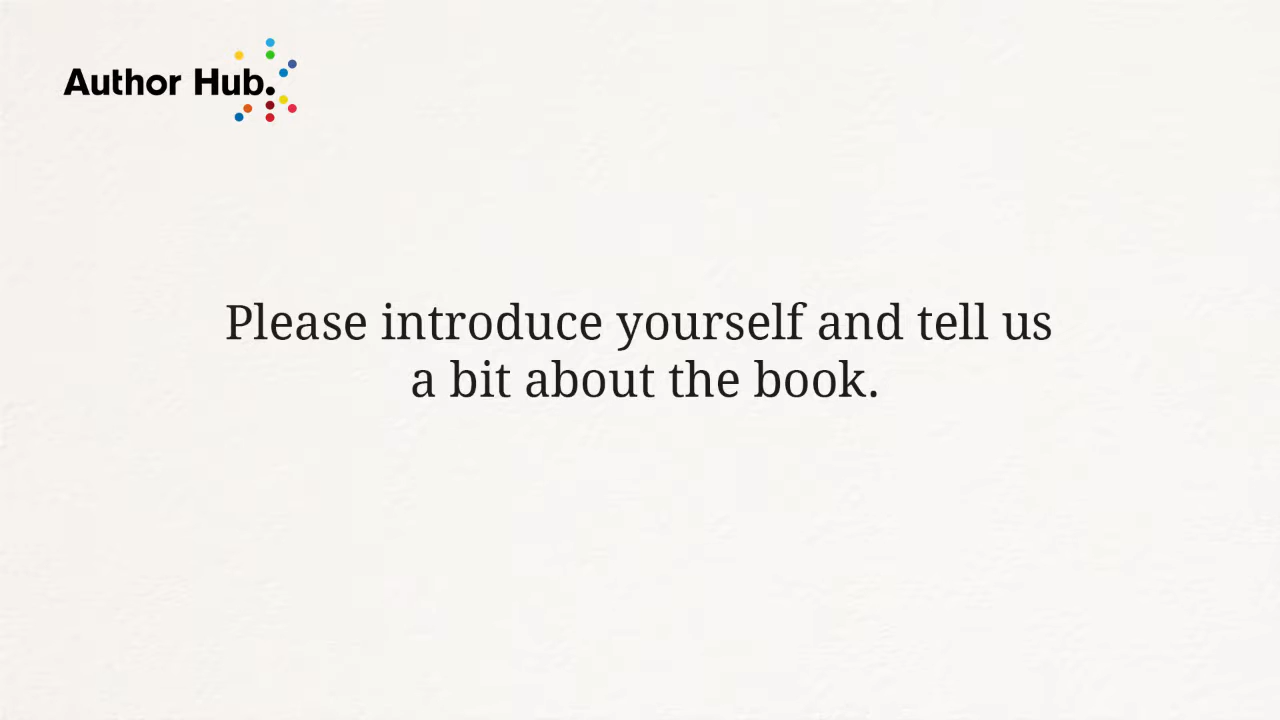 Author Hub.
Please introduce yourself and tell us
a bit about the book.